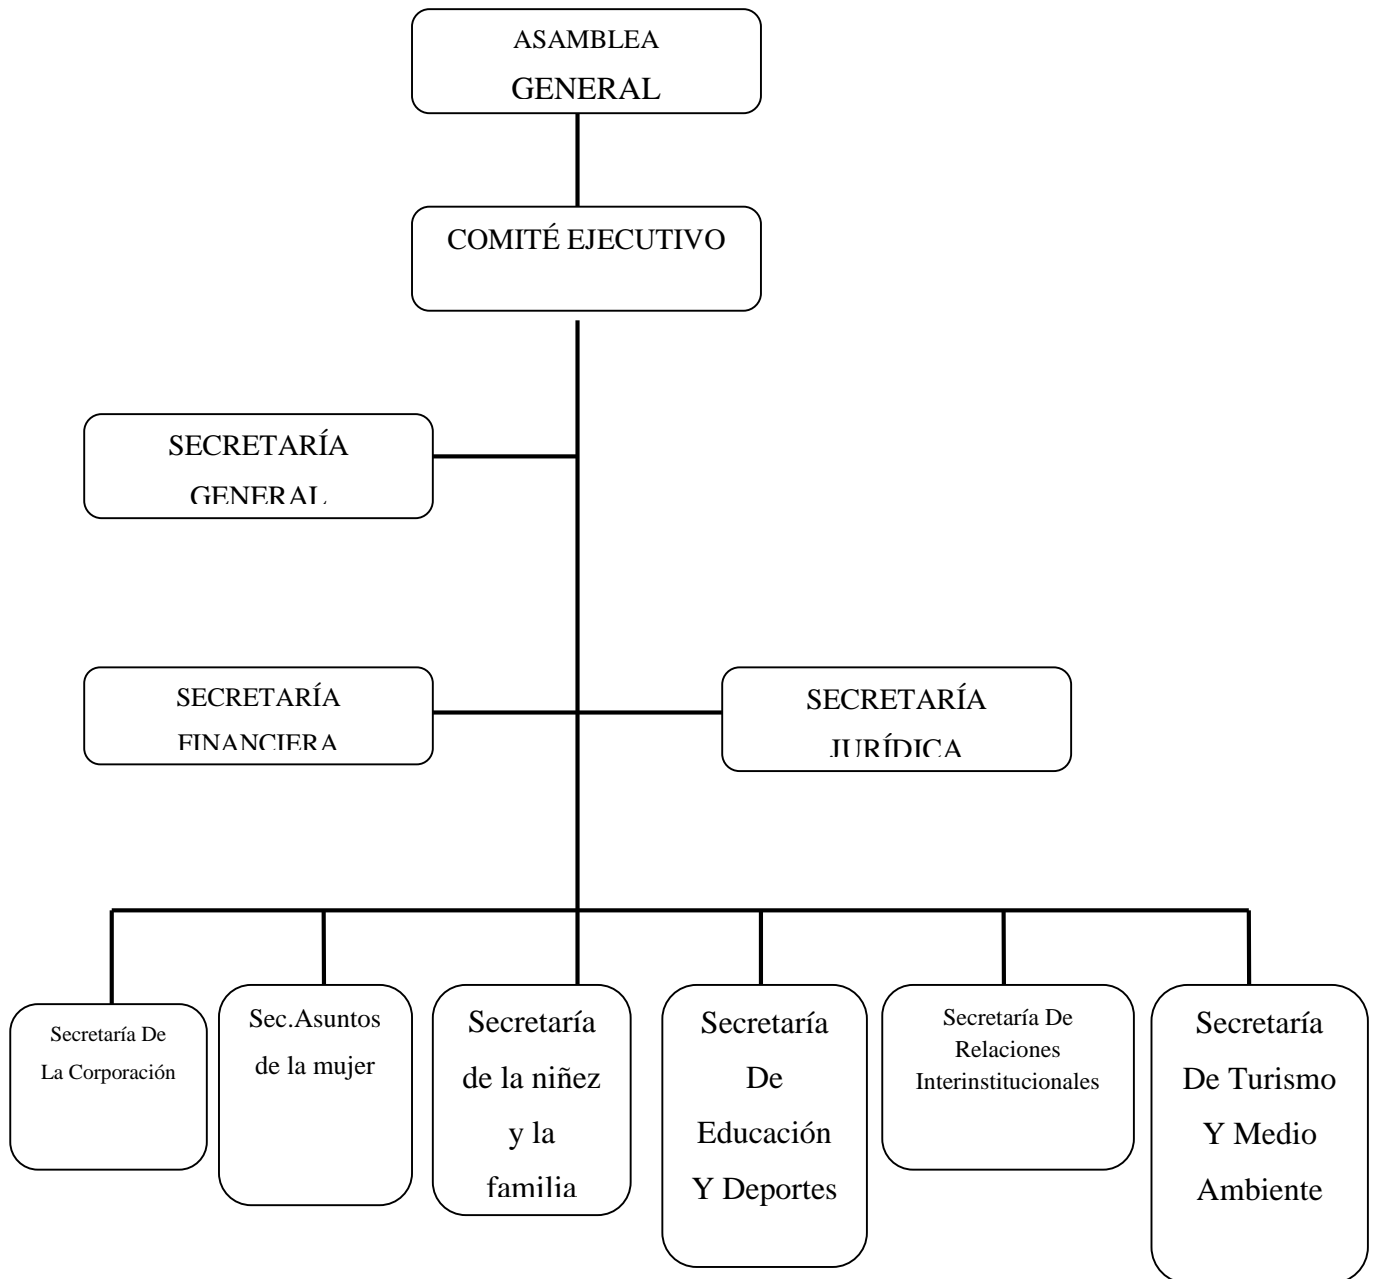 ASAMBLEA
GENERAL
COMITÉ EJECUTIVO
SECRETARÍA
GENERAL
SECRETARÍA
FINANCIERA
SECRETARÍA
JURÍDICA
Secretaría De
La Corporación
Sec.Asuntos
de la mujer
Secretaría
de la niñez
y la
familia
Secretaría
De
Educación
Y Deportes
Secretaría De
Relaciones
Interinstitucionales
Secretaría
De Turismo
Y Medio
Ambiente